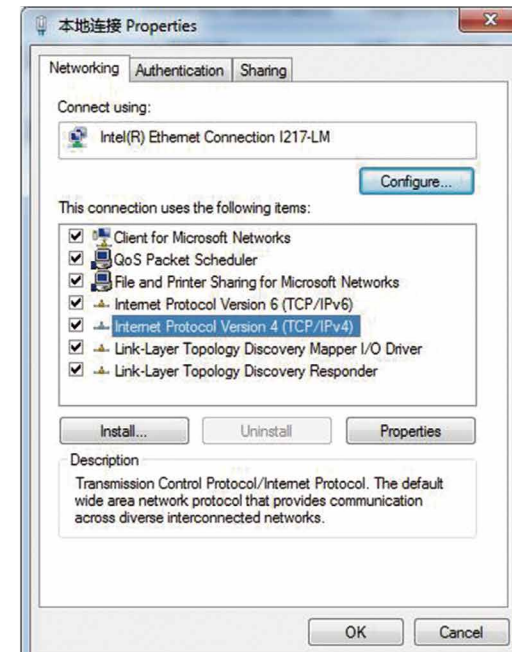 本地连接 Properties
Networking Authentication Sharing
Connect using:
Intel(R) Ethernet Connection I217-LM
Configure...
This connection uses the following items:
Client for Microsoft Networks
QoS Packet Scheduler
File and Printer Sharing for Microsoft Networks
Internet Protocol Version 6 (TCP/IPv6)
Internet Protocol Version 4 (TCP/IPv4)
Link-Layer Topology Discovery Mapper I/O Driver
Link-Layer Topology Discovery Responder
Install... Uninstall Properties
Description
Transmission Control Protocol/Internet Protocol. The default
wide area network protocol that provides communication
across diverse interconnected networks.
OK Cancel